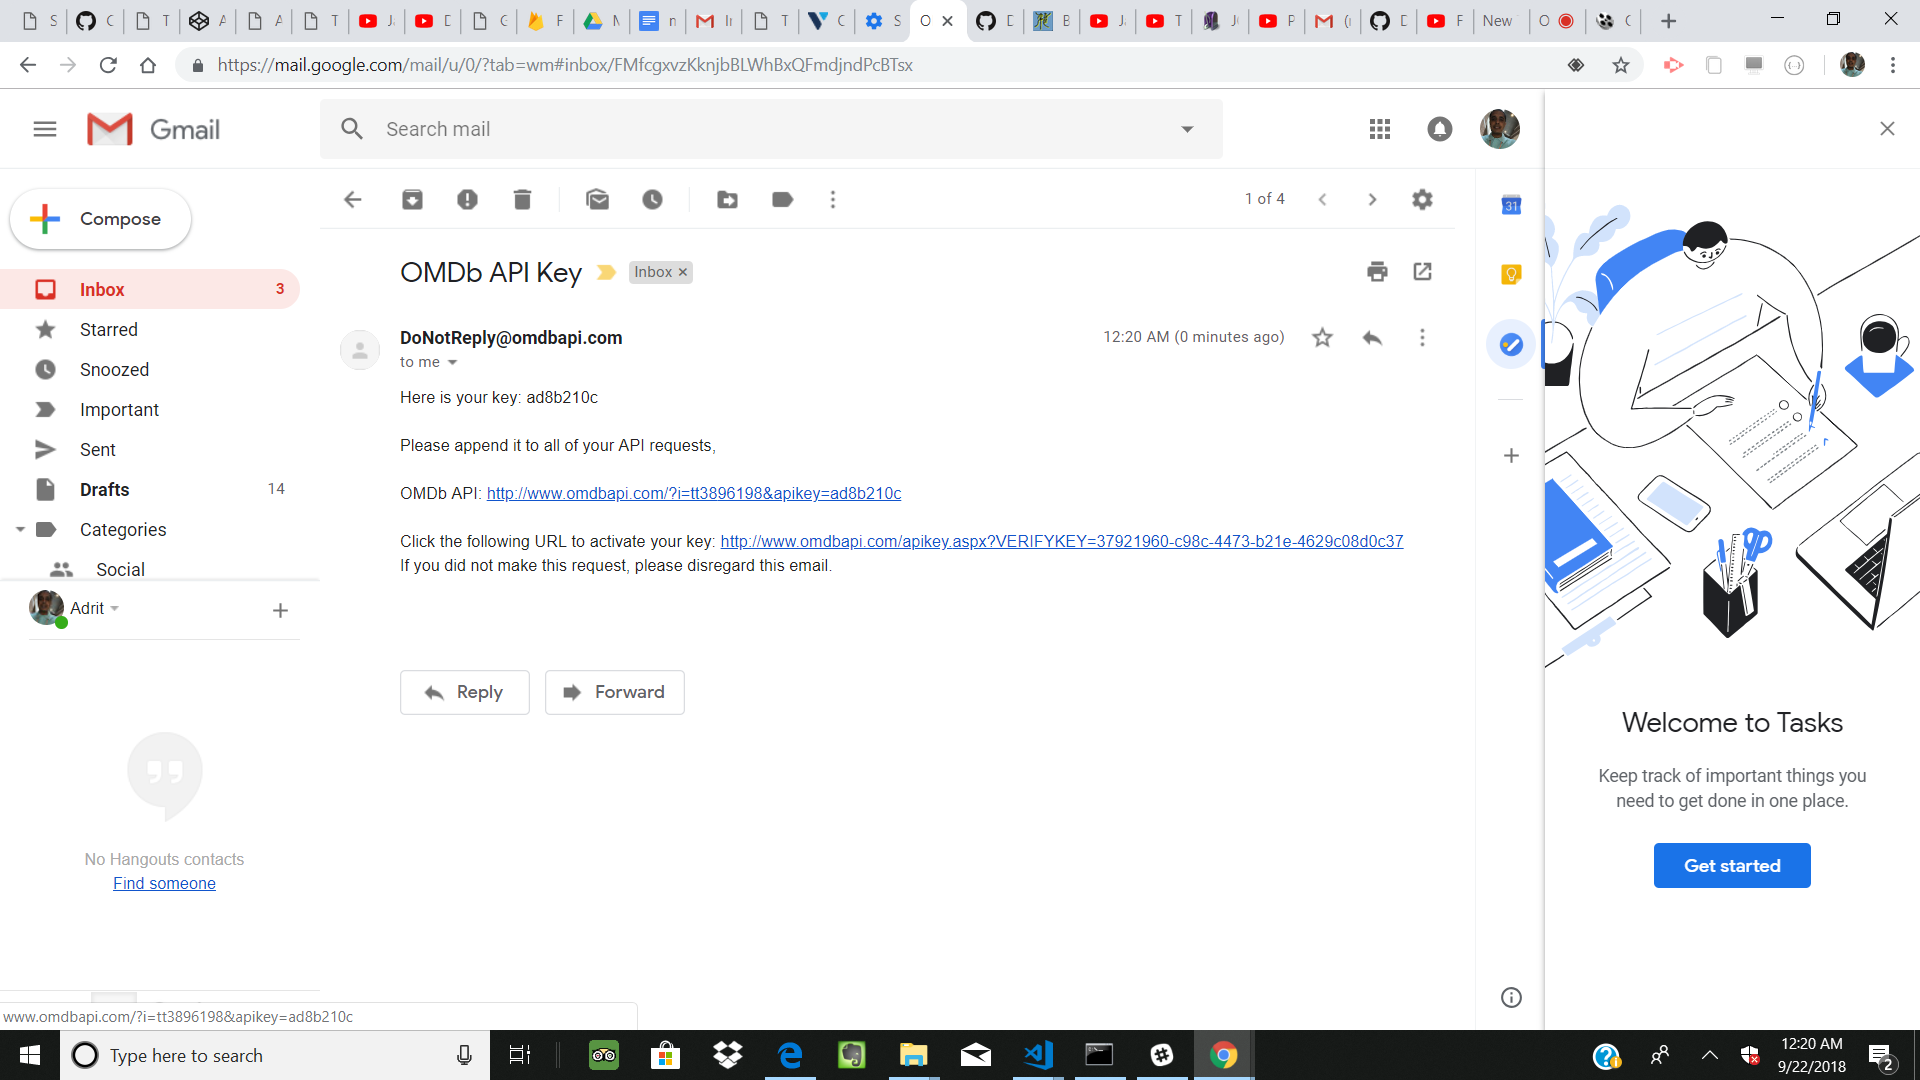 S
C
T
A
A
T
Ja
D
G
F
N
n
In
T
C
S
O
D
B
Ja
T
JC
P
(r
D
F
New
O
C
https://mail.google.com/mail/u/0/?tab=wm#inbox/FMfcgxvzKknjbBLWhBxQFmdjndPcBTsx
Gmail
Search mail
Compose
1 of 4
31
Inbox 3
Starred
Snoozed
Important
Sent
Drafts 14
Categories
Social
OMDb API Key
Inbox ×
DoNotReply@omdbapi.com
12:20 AM (0 minutes ago)
to me
Here is your key: ad8b210c
Please append it to all of your API requests,
OMDb API: http://www.omdbapi.com/?i=tt3896198&apikey=ad8b210c
Click the following URL to activate your key: http://www.omdbapi.com/apikey.aspx?VERIFYKEY=37921960-c98c-4473-b21e-4629c08d0c37
If you did not make this request, please disregard this email.
Reply
Forward
Adrit
No Hangouts contacts
Find someone
Welcome to Tasks
Keep track of important things you
need to get done in one place.
Get started
www.omdbapi.com/?i=tt3896198&apikey=ad8b210c
Type here to search
12:20 AM
9/22/2018
2